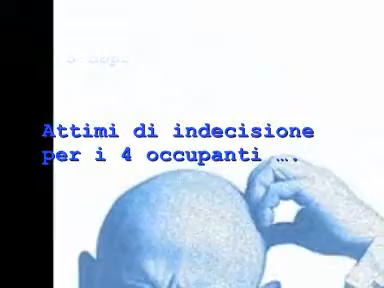 Attimi di indecisione
per i 4 occupanti ….